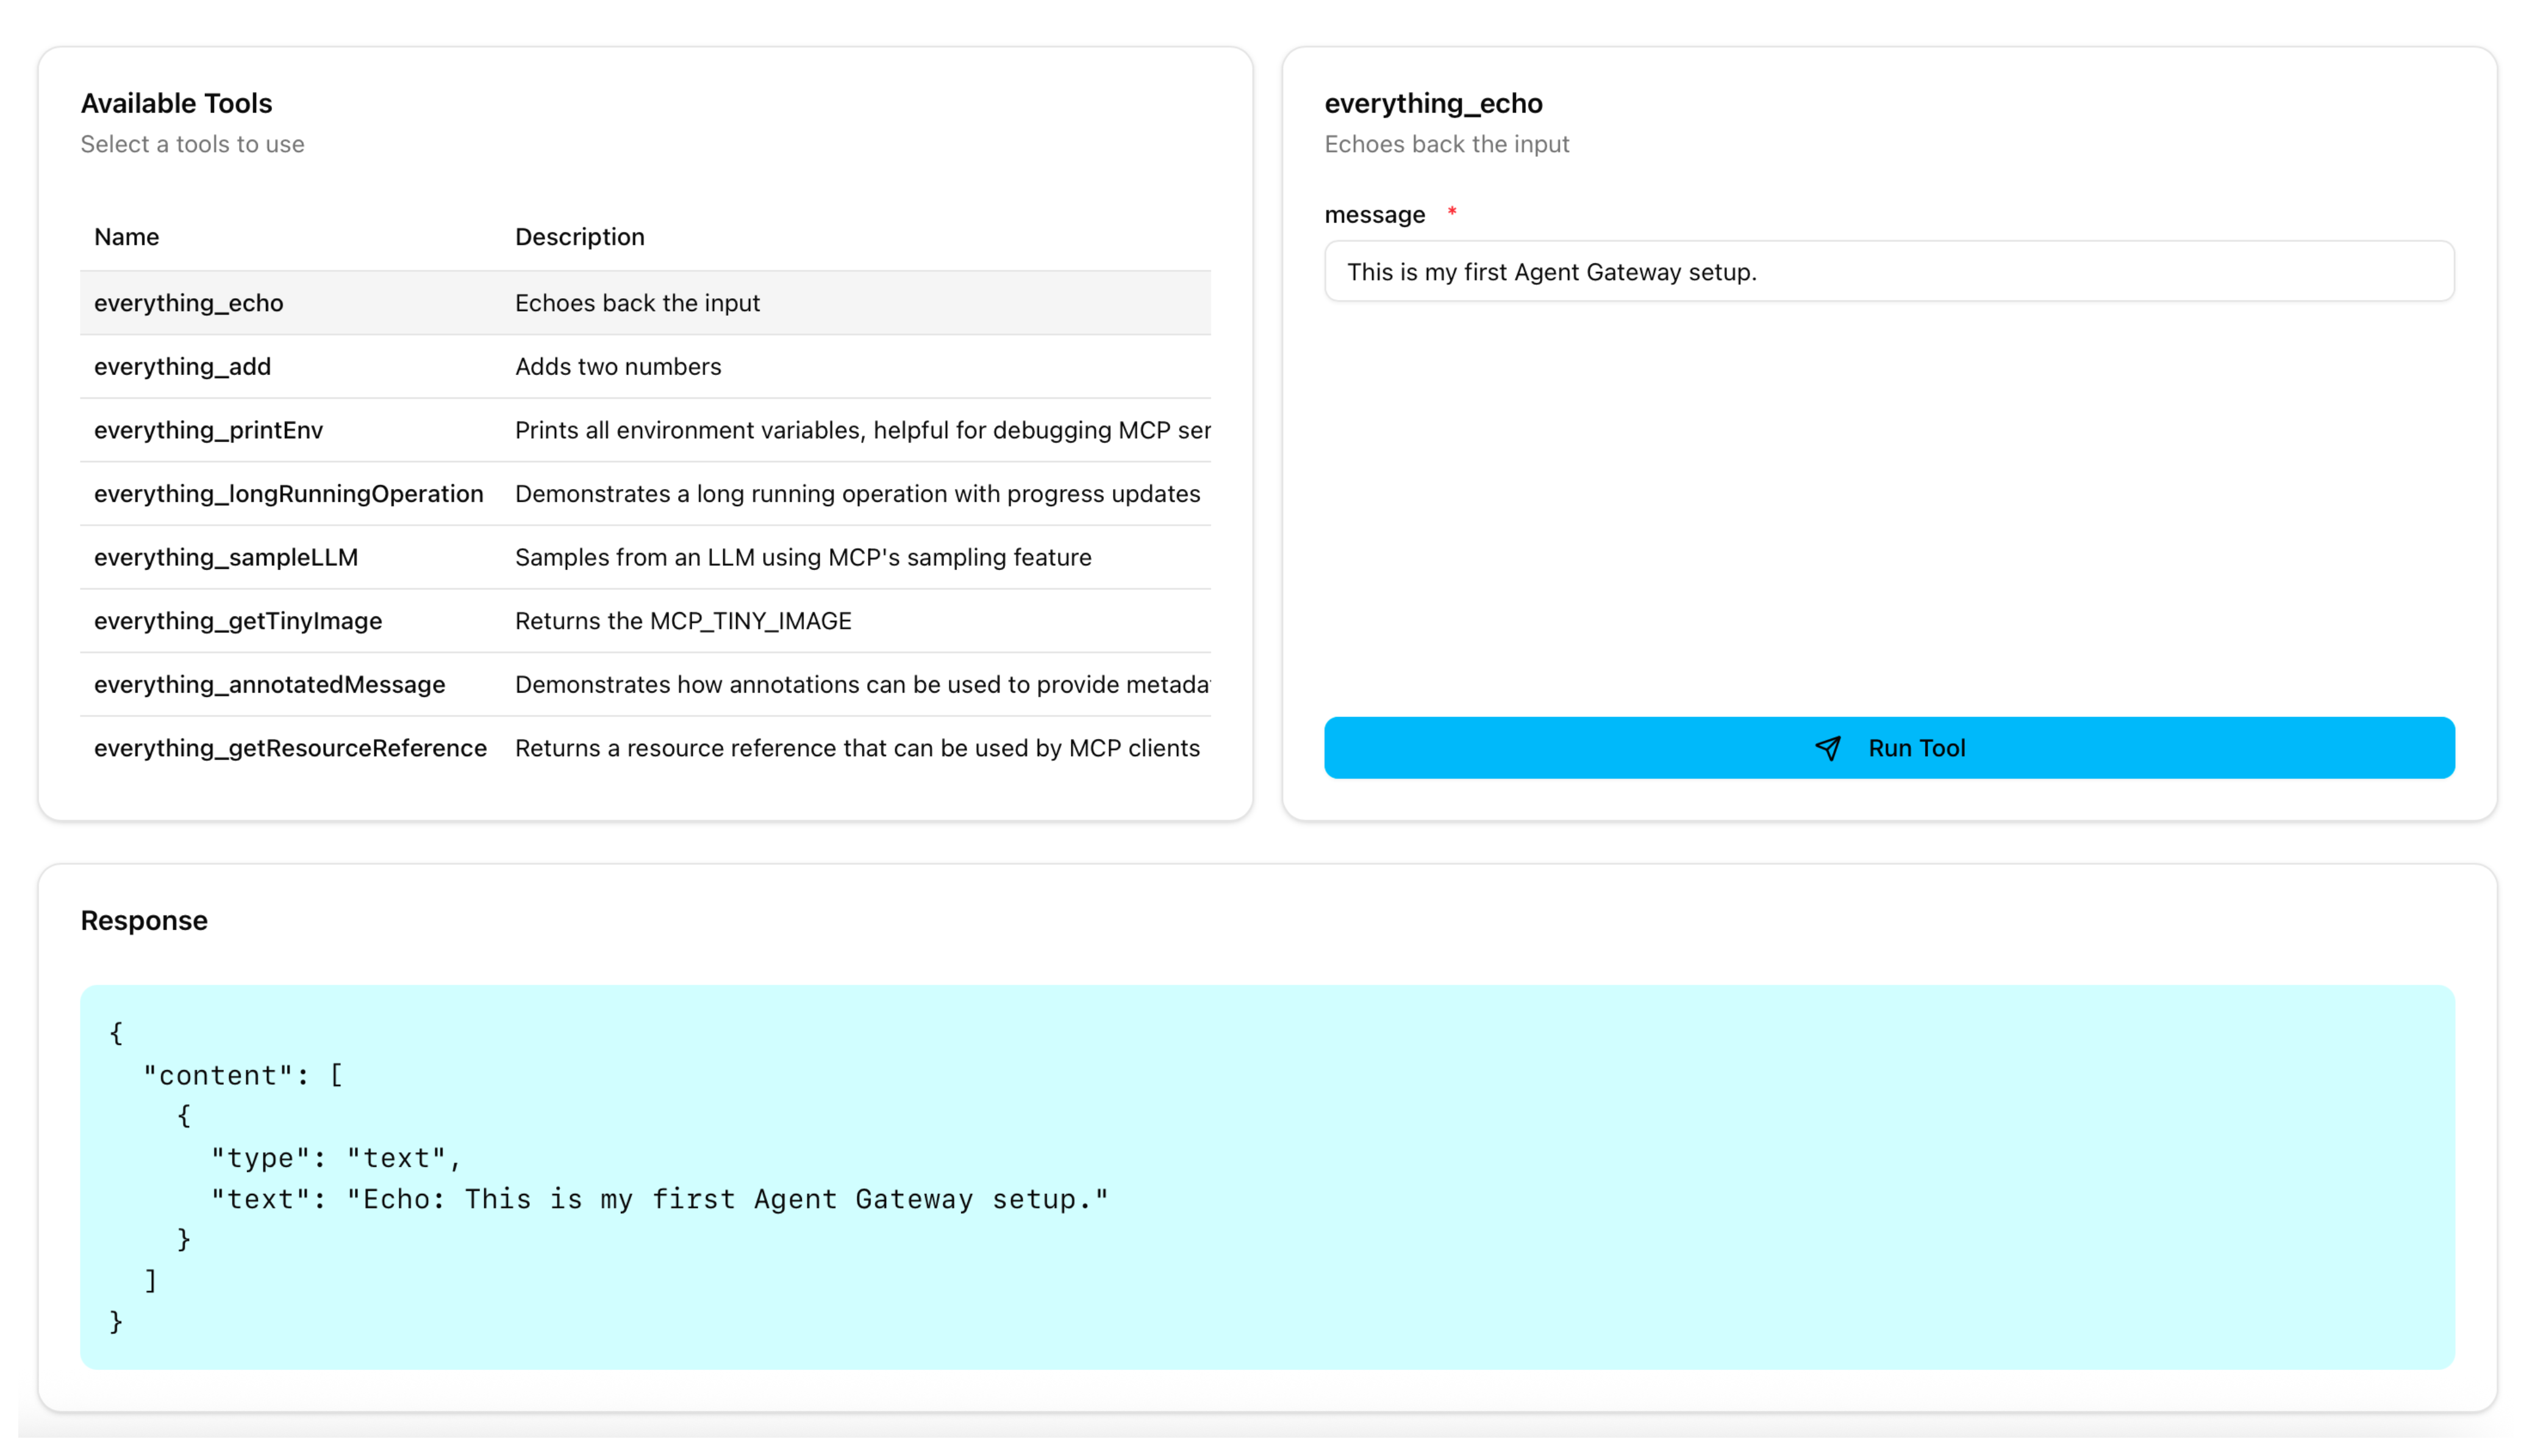 Available Tools
Select a tools to use
Name Description
everything_echo Echoes back the input
everything_add Adds two numbers
everything_printEnv Prints all environment variables, helpful for debugging MCP ser
everything_longRunningOperation Demonstrates a long running operation with progress updates
everything_sampleLLM Samples from an LLM using MCP's sampling feature
everything_getTinyImage Returns the MCP_TINY_IMAGE
everything_annotatedMessage Demonstrates how annotations can be used to provide metada
everything_getResourceReference Returns a resource reference that can be used by MCP clients
everything_echo
Echoes back the input
message *
This is my first Agent Gateway setup.
Run Tool
Response
{
  "content": [
    {
      "type": "text",
      "text": "Echo: This is my first Agent Gateway setup."
    }
  ]
}